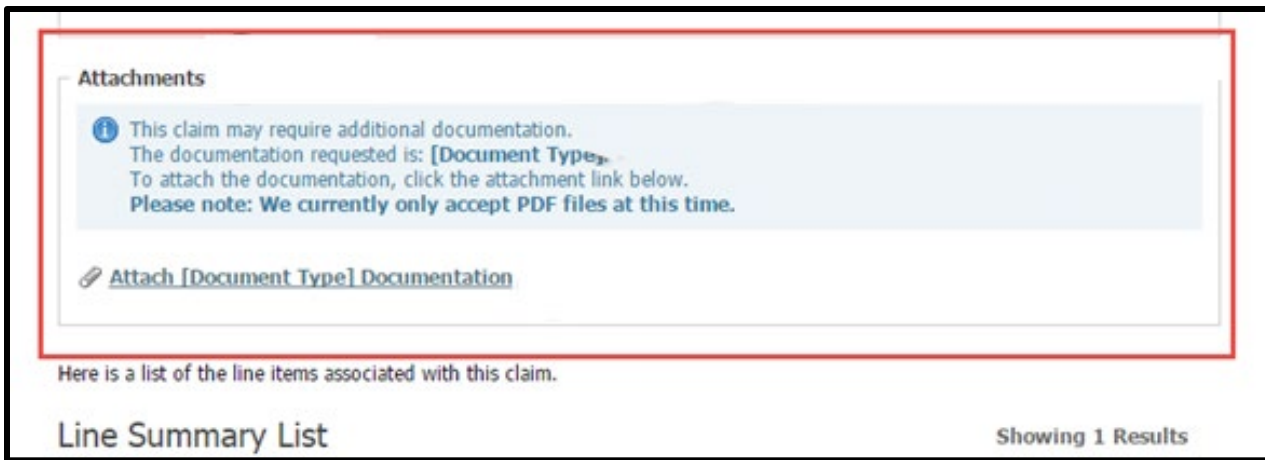 Attachments
This claim may require additional documentation.
The documentation requested is: [Document Type]
To attach the documentation, click the attachment link below.
Please note: We currently only accept PDF files at this time.
Attach [Document Type] Documentation
Here is a list of the line items associated with this claim.
Line Summary List
Showing 1 Results